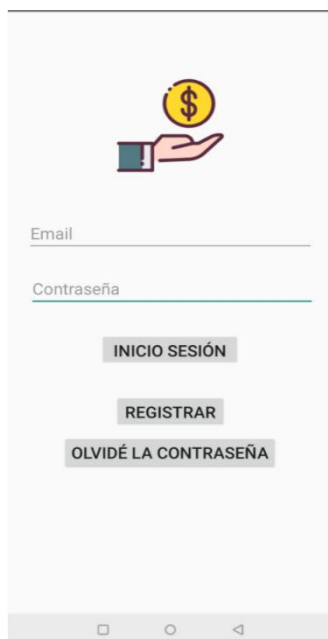 $
Email
Contraseña
INICIO SESIÓN
REGISTRAR
OLVIDÉ LA CONTRASEÑA